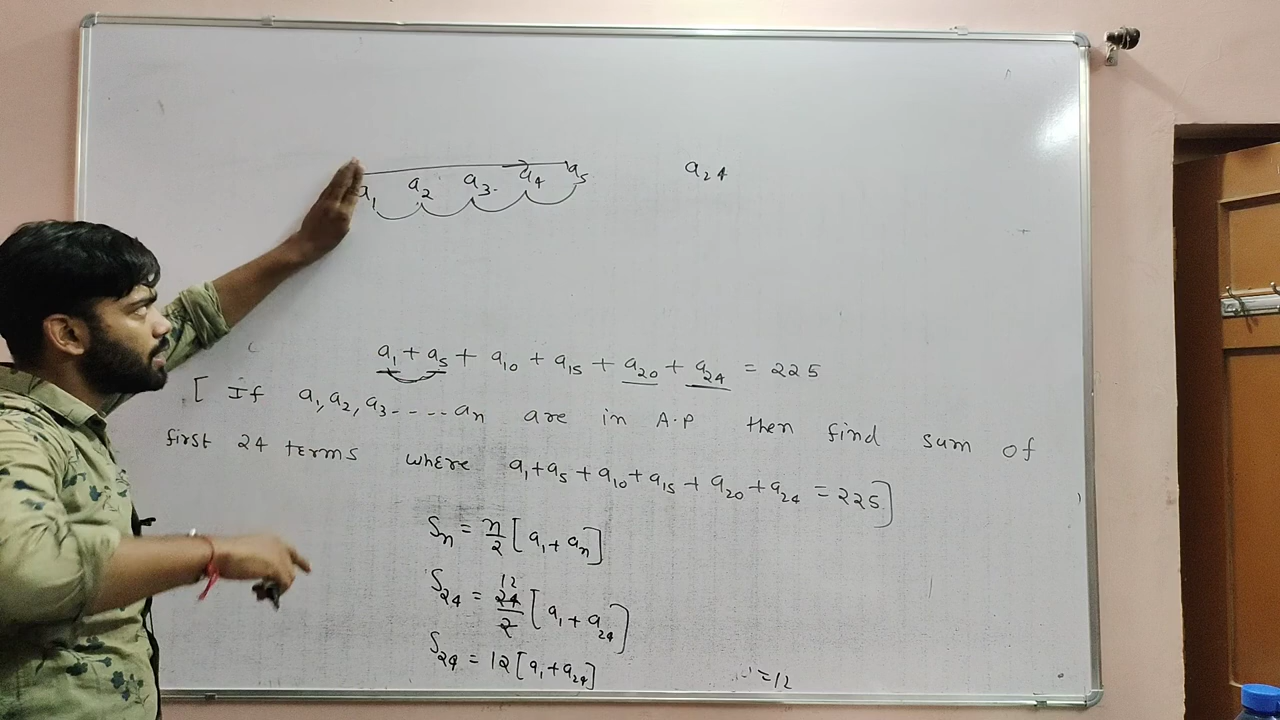 a₁ a₂ a₃. a₄ a₅ a₂₄
a₁ + a₅ + a₁₀ + a₁₅ + a₂₀ + a₂₄ = 225
[ If a₁, a₂, a₃ - - - - - aₙ are in A.P then find sum of
first 24 terms where a₁+a₅+a₁₀+a₁₅+a₂₀+a₂₄ = 225]
Sₙ = n/2 [a₁+aₙ]
12
S₂₄ = 24/2 [a₁+a₂₄]
S₂₄ = 12[a₁+a₂₄]
=12